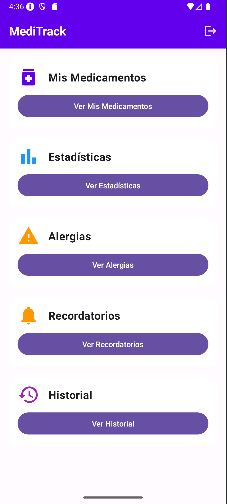 4:36
MediTrack
Mis Medicamentos
Ver Mis Medicamentos
Estadísticas
Ver Estadísticas
Alergias
Ver Alergias
Recordatorios
Ver Recordatorios
Historial
Ver Historial